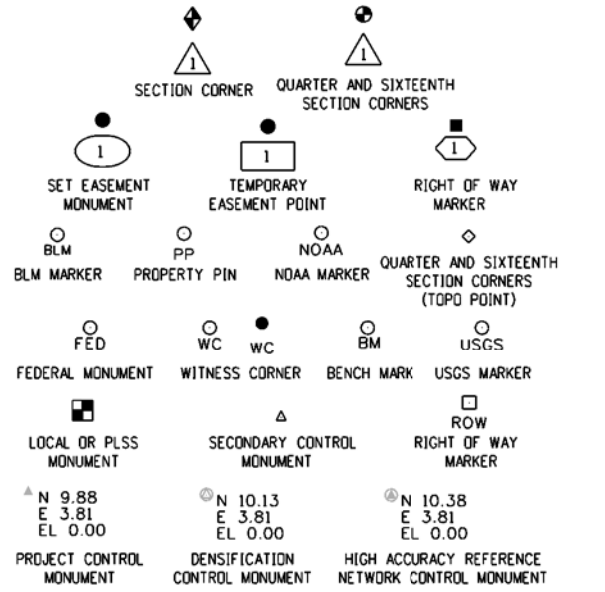 1
SECTION CORNER
1
QUARTER AND SIXTEENTH
SECTION CORNERS
1
SET EASEMENT
MONUMENT
1
TEMPORARY
EASEMENT POINT
1
RIGHT OF WAY
MARKER
BLM
BLM MARKER
PP
PROPERTY PIN
NOAA
NOAA MARKER
QUARTER AND SIXTEENTH
SECTION CORNERS
(TOPO POINT)
FED
FEDERAL MONUMENT
WC WC
WITNESS CORNER
BM
BENCH MARK
USGS
USGS MARKER
LOCAL OR PLSS
MONUMENT
SECONDARY CONTROL
MONUMENT
ROW
RIGHT OF WAY
MARKER
N 9.88
E 3.81
EL 0.00
PROJECT CONTROL
MONUMENT
N 10.13
E 3.81
EL 0.00
DENSIFICATION
CONTROL MONUMENT
N 10.38
E 3.81
EL 0.00
HIGH ACCURACY REFERENCE
NETWORK CONTROL MONUMENT